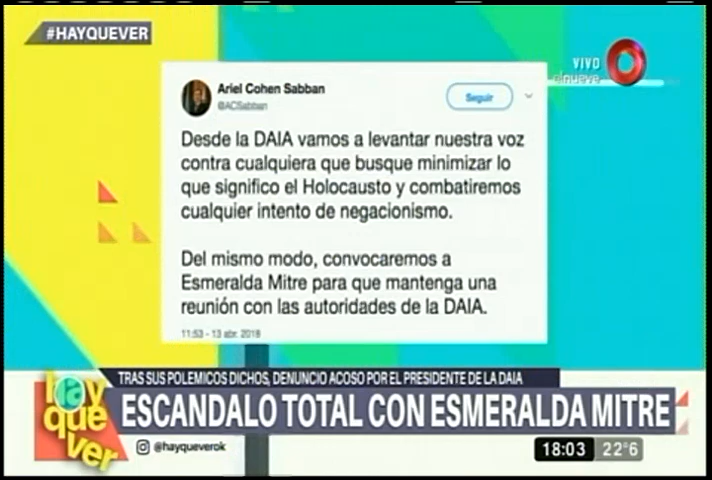 #HAYQUEVER
VIVO
elnueve
Ariel Cohen Sabban
@ACSabban
Seguir
Desde la DAIA vamos a levantar nuestra voz
contra cualquiera que busque minimizar lo
que significo el Holocausto y combatiremos
cualquier intento de negacionismo.
Del mismo modo, convocaremos a
Esmeralda Mitre para que mantenga una
reunión con las autoridades de la DAIA.
11:53 - 13 abr. 2018
TRAS SUS POLEMICOS DICHOS, DENUNCIO ACOSO POR EL PRESIDENTE DE LA DAIA
hay
que
ver
ESCANDALO TOTAL CON ESMERALDA MITRE
@hayqueverok
18:03 22°6